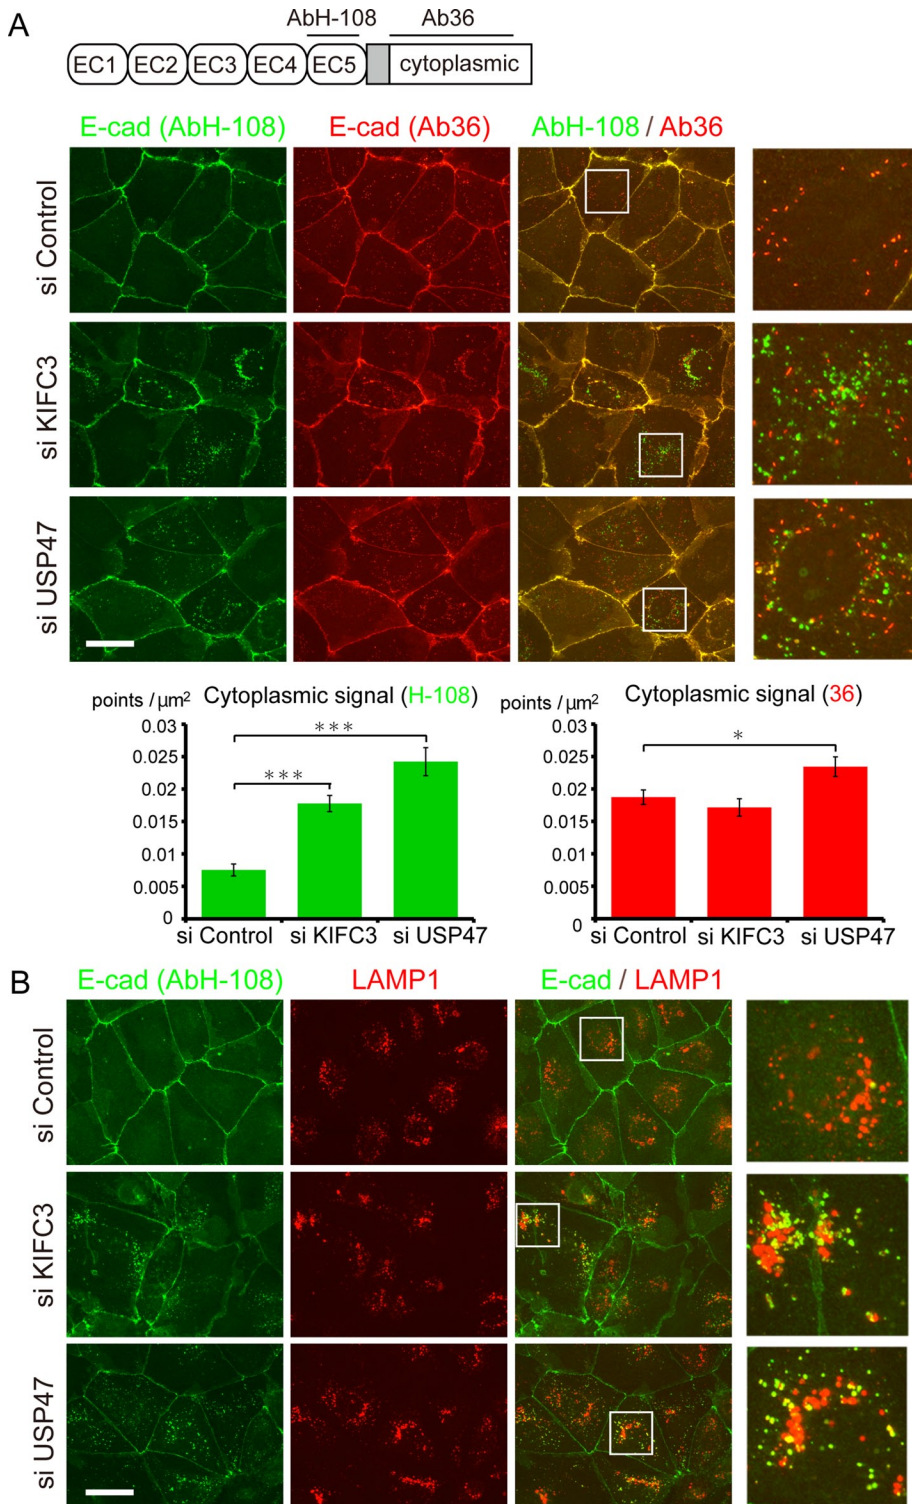 A
AbH-108 Ab36
EC1 EC2 EC3 EC4 EC5 cytoplasmic
E-cad (AbH-108) E-cad (Ab36) AbH-108 / Ab36
si Control
si KIFC3
si USP47
points / μm² Cytoplasmic signal (H-108)
0.03
0.025
0.02
0.015
0.01
0.005
0
***
***
si Control si KIFC3 si USP47
points / μm² Cytoplasmic signal (36)
0.03
0.025
0.02
0.015
0.01
0.005
0
*
si Control si KIFC3 si USP47
B
E-cad (AbH-108) LAMP1 E-cad / LAMP1
si Control
si KIFC3
si USP47